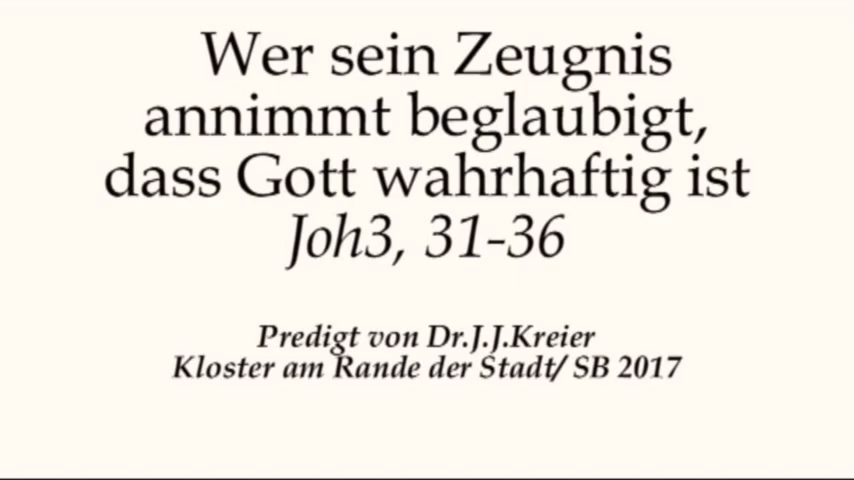 Wer sein Zeugnis
annimmt beglaubigt,
dass Gott wahrhaftig ist
Joh3, 31-36
Predigt von Dr.J.J.Kreier
Kloster am Rande der Stadt/ SB 2017